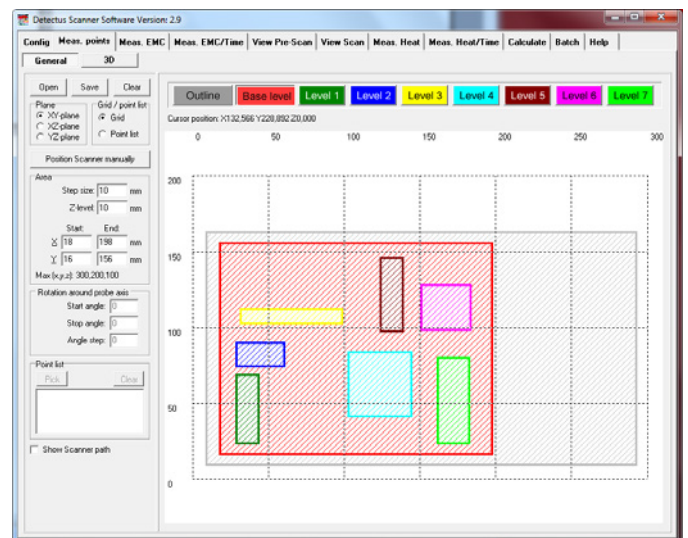 Detectus Scanner Software Version: 2.9
Config Meas. points Meas. EMC Meas. EMC/Time View Pre-Scan View Scan Meas. Heat Meas. Heat/Time Calculate Batch Help
General 3D
Open Save Clear
Outline Base level Level 1 Level 2 Level 3 Level 4 Level 5 Level 6 Level 7
Plane Grid / point list
XY-plane Grid
XZ-plane Point list
YZ-plane
Cursor position: X132,566 Y228,892 Z0,000
0 50 100 150 200 250 300
Position Scanner manually
Area
Step size: 10 mm
Z-level: 10 mm
Start: End:
X 18 198 mm
Y 16 156 mm
Max (x,y,z): 300,200,100
Rotation around probe axis
Start angle: 0
Stop angle: 0
Angle step: 0
Point list
Pick Clear
Show Scanner path
200
150
100
50
0